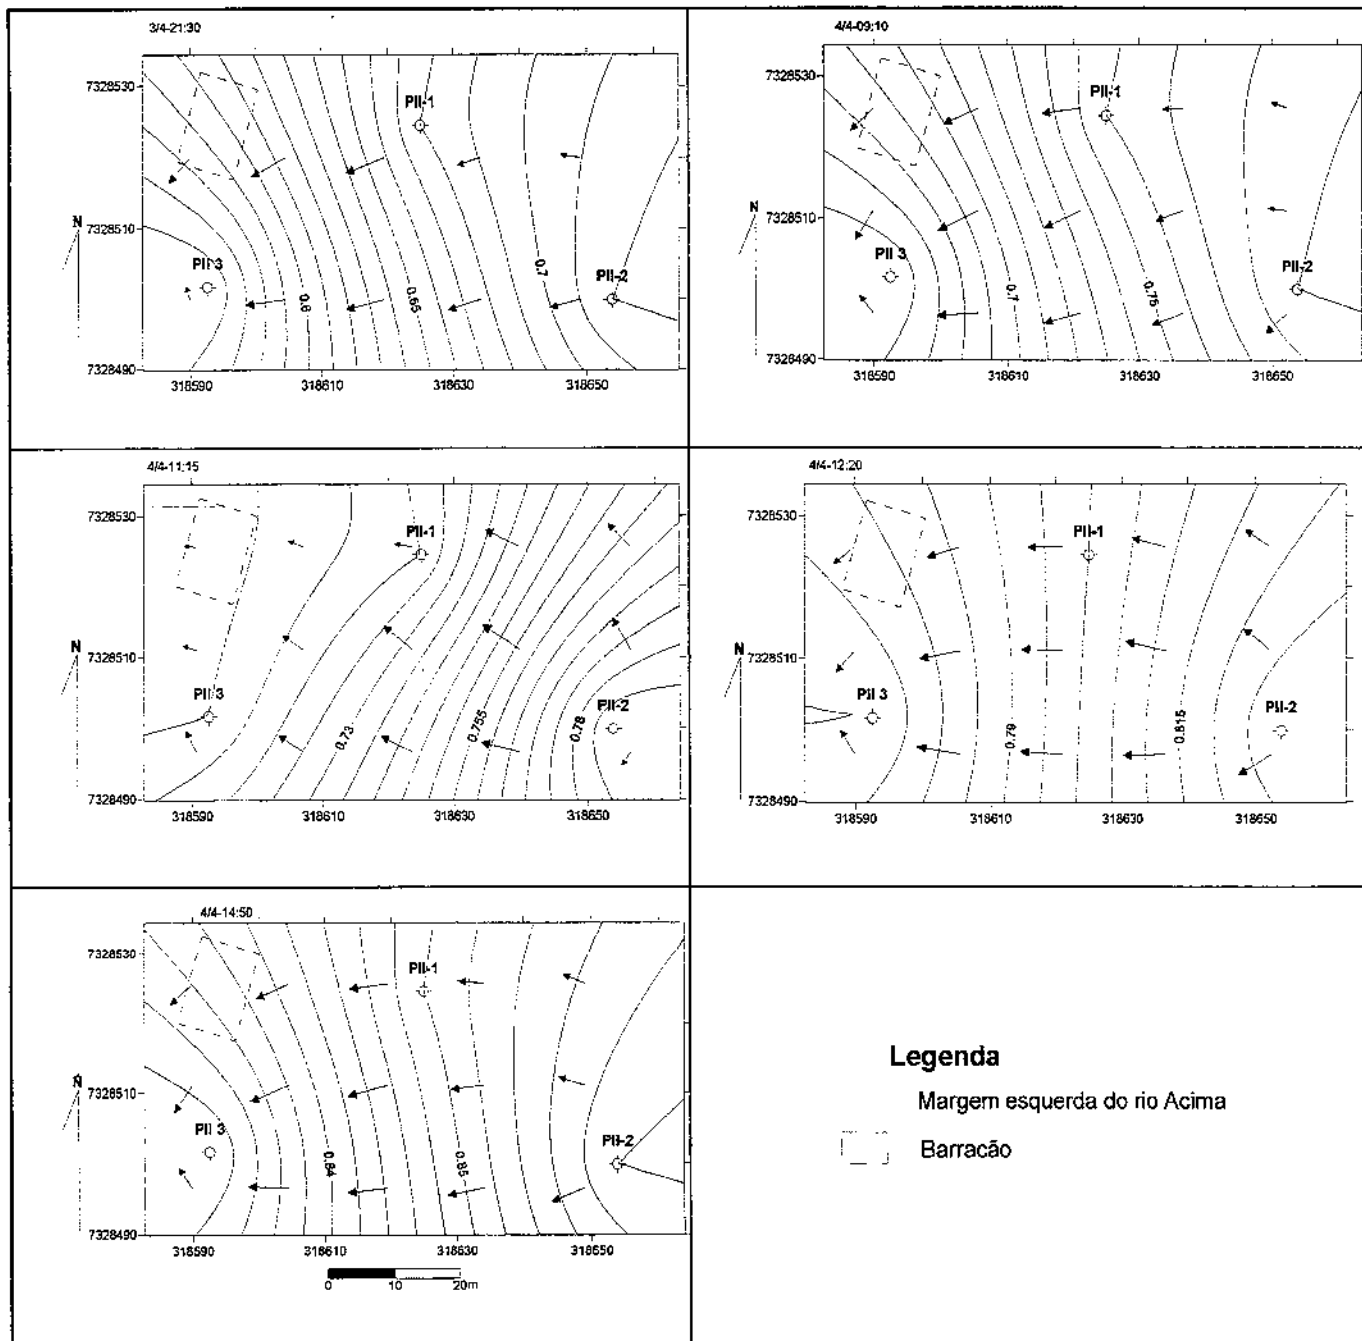 3/4-21:30
7328530
PII-1
N
7328510
PII 3
0.6
0.65
0.7
PII-2
7328490
318590 318610 318630 318650
4/4-09:10
7328530
PII-1
N
7328510
PII 3
0.7
0.75
PII-2
7328490
318590 318610 318630 318650
4/4-11:15
7328530
PII-1
N
7328510
PII 3
0.73
0.755
0.78
PII-2
7328490
318590 318610 318630 318650
4/4-12:20
7328530
PII-1
N
7328510
PII 3
0.79
0.815
PII-2
7328490
318590 318610 318630 318650
4/4-14:50
7328530
PII-1
N
7328510
PII 3
0.84
0.85
PII-2
7328490
318590 318610 318630 318650
0 10 20m
Legenda
Margem esquerda do rio Acima
Barracão